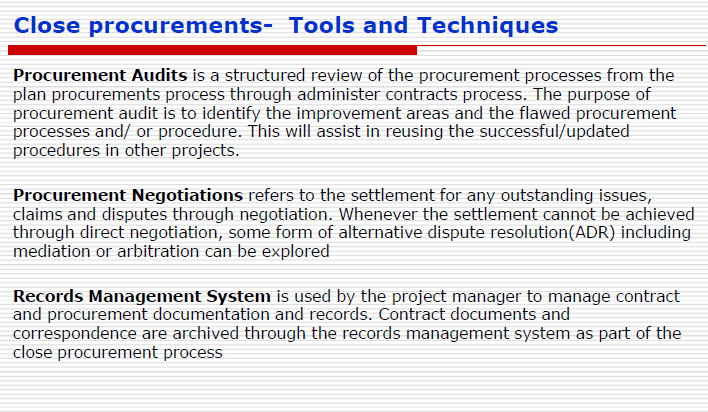 Close procurements-  Tools and Techniques
Procurement Audits is a structured review of the procurement processes from the
plan procurements process through administer contracts process. The purpose of
procurement audit is to identify the improvement areas and the flawed procurement
processes and/ or procedure. This will assist in reusing the successful/updated
procedures in other projects.
Procurement Negotiations refers to the settlement for any outstanding issues,
claims and disputes through negotiation. Whenever the settlement cannot be achieved
through direct negotiation, some form of alternative dispute resolution(ADR) including
mediation or arbitration can be explored
Records Management System is used by the project manager to manage contract
and procurement documentation and records. Contract documents and
correspondence are archived through the records management system as part of the
close procurement process